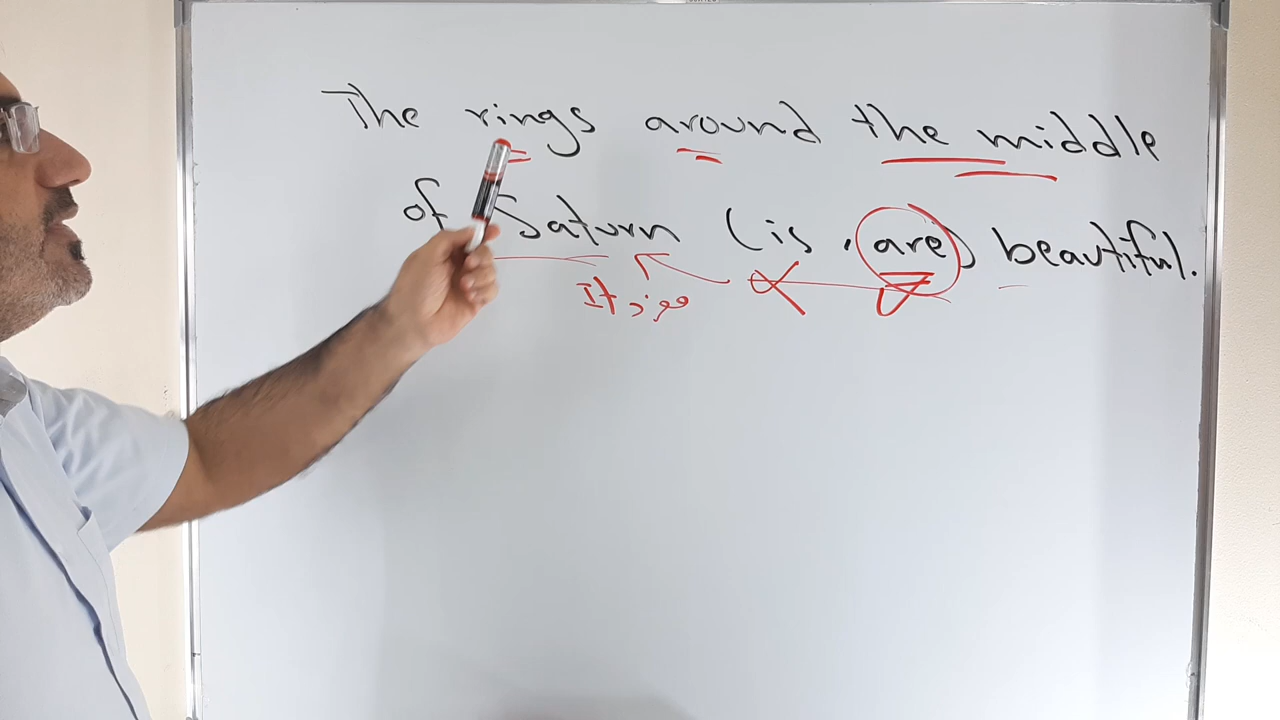 The rings around the middle
of Saturn (is , are) beautiful.
It مفرد